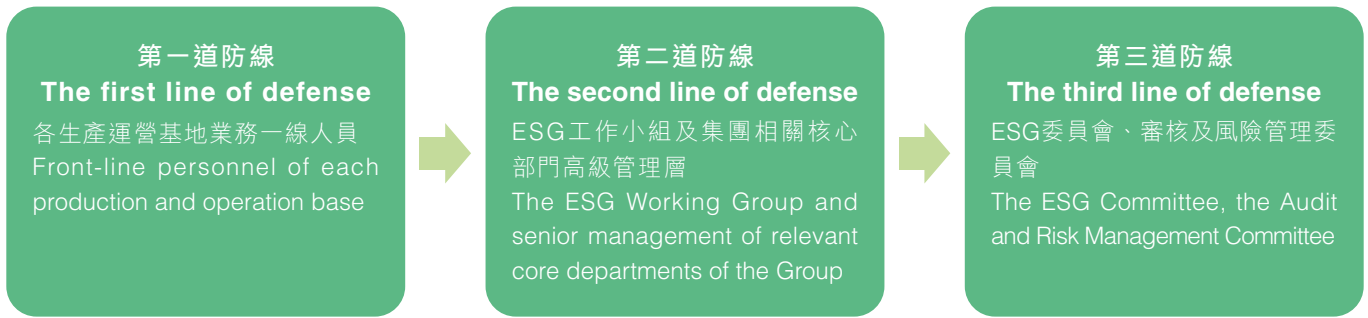 第一道防線
The first line of defense
各生產運營基地業務一線人員
Front-line personnel of each
production and operation base
第二道防線
The second line of defense
ESG工作小組及集團相關核心
部門高級管理層
The ESG Working Group and
senior management of relevant
core departments of the Group
第三道防線
The third line of defense
ESG委員會、審核及風險管理委
員會
The ESG Committee, the Audit
and Risk Management Committee